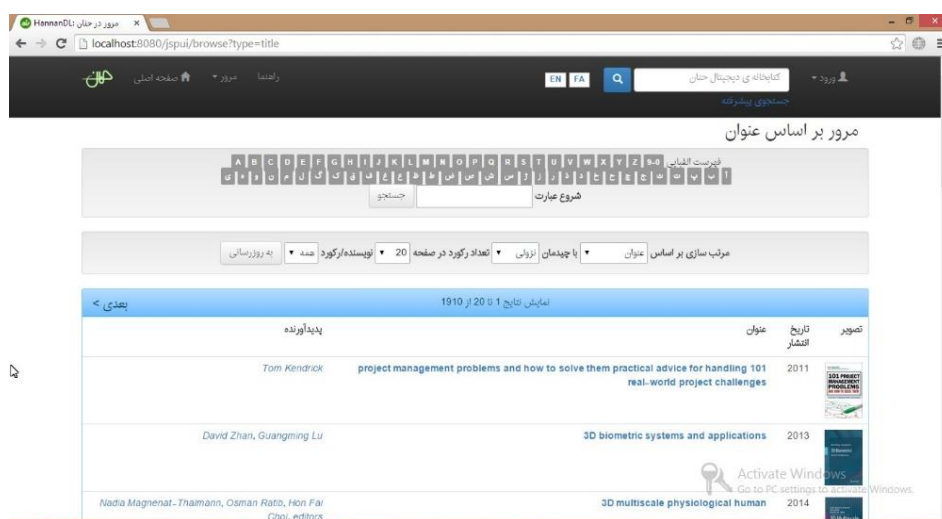 مرور در حنان :HannanDL
localhost:8080/jspui/browse?type=title
ورود
کتابخانه ی دیجیتال حنان
FA EN
راهنما
مرور
صفحه اصلی
حنان
جستجوی پیشرفته
مرور بر اساس عنوان
فهرست الفبایی 9-0 A B C D E F G H I J K L M N O P Q R S T U V W X Y Z
آ ب پ ت ث ج چ ح خ د ذ ر ز ژ س ش ص ض ط ظ ع غ ف ق ک گ ل م ن و ه ی
شروع عبارت جستجو
مرتب سازی بر اساس عنوان با چیدمان نزولی تعداد رکورد در صفحه 20 نویسنده/رکورد همه به روزرسانی
نمایش نتایج 1 تا 20 از 1910
بعدی >
تصویر تاریخ انتشار عنوان پدیدآورنده
2011
project management problems and how to solve them practical advice for handling 101
real-world project challenges
Tom Kendrick
101 PROJECT
MANAGEMENT
PROBLEMS
2013
3D biometric systems and applications
David Zhan, Guangming Lu
Activate Windows
Go to PC settings to activate Windows.
2014
3D multiscale physiological human
Nadia Magnenat-Thalmann, Osman Ratib, Hon Fai
Choi, editors